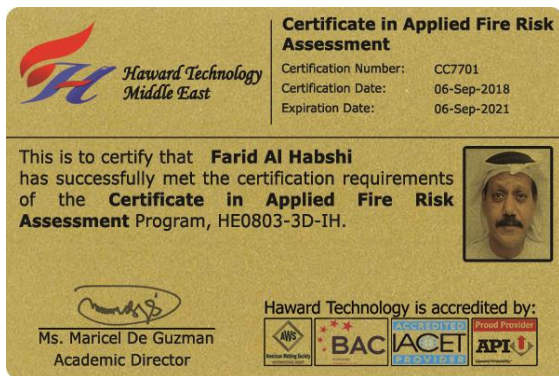 Haward Technology
Middle East
Certificate in Applied Fire Risk
Assessment
Certification Number: CC7701
Certification Date: 06-Sep-2018
Expiration Date: 06-Sep-2021
This is to certify that Farid Al Habshi
has successfully met the certification requirements
of the Certificate in Applied Fire Risk
Assessment Program, HE0803-3D-IH.
Ms. Maricel De Guzman
Academic Director
Haward Technology is accredited by:
AWS
American Welding Society
BAC
ACCREDITED
IACET
PROVIDER
Proud Provider
API